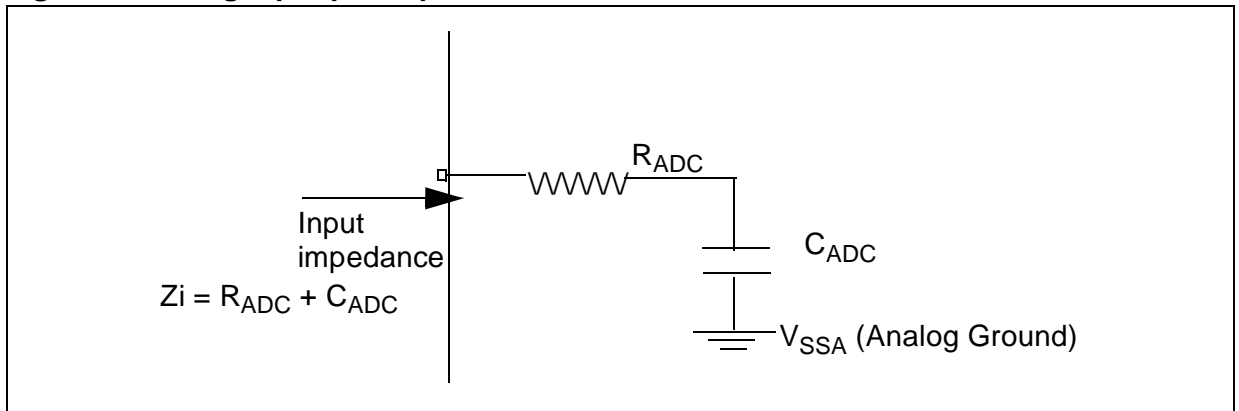 R_ADC
Input
impedance
C_ADC
Zi = R_ADC + C_ADC
V_SSA (Analog Ground)